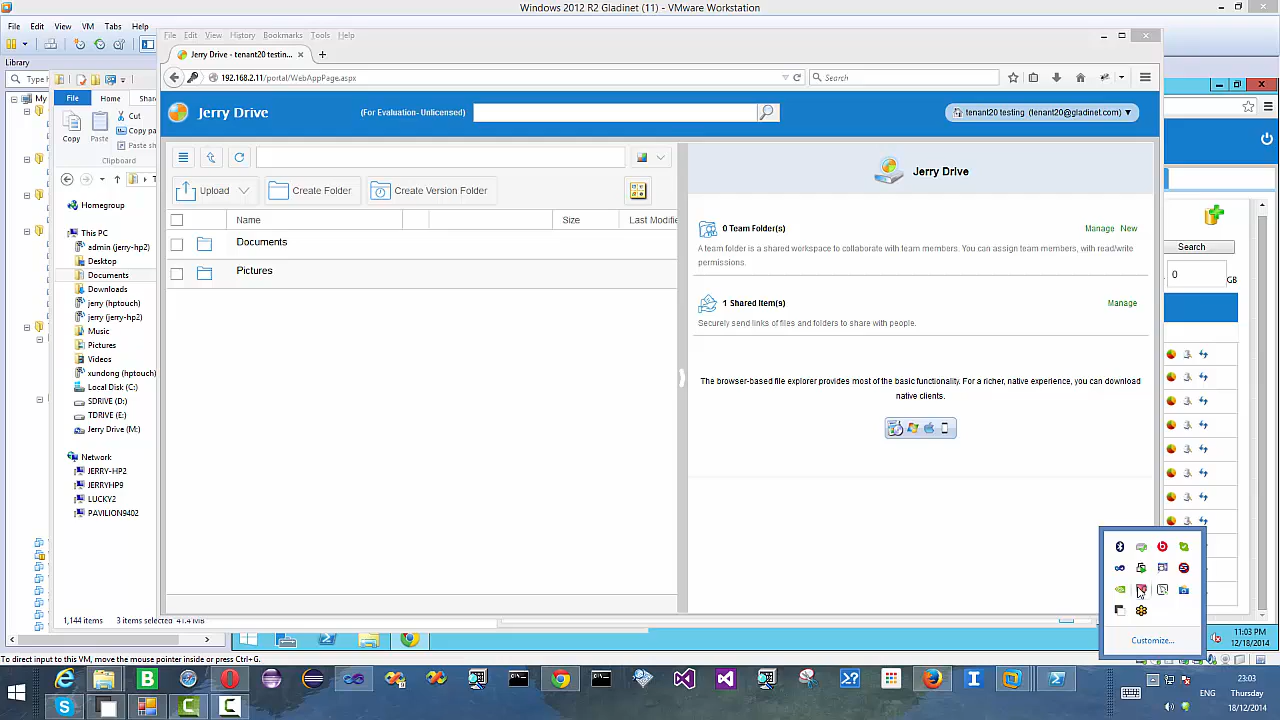 Windows 2012 R2 Gladinet (11) - VMware Workstation
File Edit View VM Tabs Help
Library
Type
My
File Home Share
Copy Paste
Cut
Copy pa
Paste sh
Clipboard
Homegroup
This PC
admin (jerry-hp2)
Desktop
Documents
Downloads
jerry (hptouch)
jerry (jerry-hp2)
Music
Pictures
Videos
xundong (hptouch)
Local Disk (C:)
SDRIVE (D:)
TDRIVE (E:)
Jerry Drive (M:)
Network
JERRY-HP2
JERRYHP9
LUCKY2
PAVILION9402
1,144 items 3 items selected 41.4 MB
File Edit View History Bookmarks Tools Help
Jerry Drive - tenant20 testin...
192.168.2.11/portal/WebAppPage.aspx
Search
Jerry Drive
(For Evaluation- Unlicensed)
tenant20 testing (tenant20@gladinet.com)
Upload Create Folder Create Version Folder
Name Size Last Modifie
Documents
Pictures
Jerry Drive
0 Team Folder(s) Manage New
A team folder is a shared workspace to collaborate with team members. You can assign team members, with read/write
permissions.
1 Shared Item(s) Manage
Securely send links of files and folders to share with people.
The browser-based file explorer provides most of the basic functionality. For a richer, native experience, you can download
native clients.
Search
0 GB
Customize...
11:03 PM
12/18/2014
To direct input to this VM, move the mouse pointer inside or press Ctrl+G.
ENG
23:03
Thursday
18/12/2014